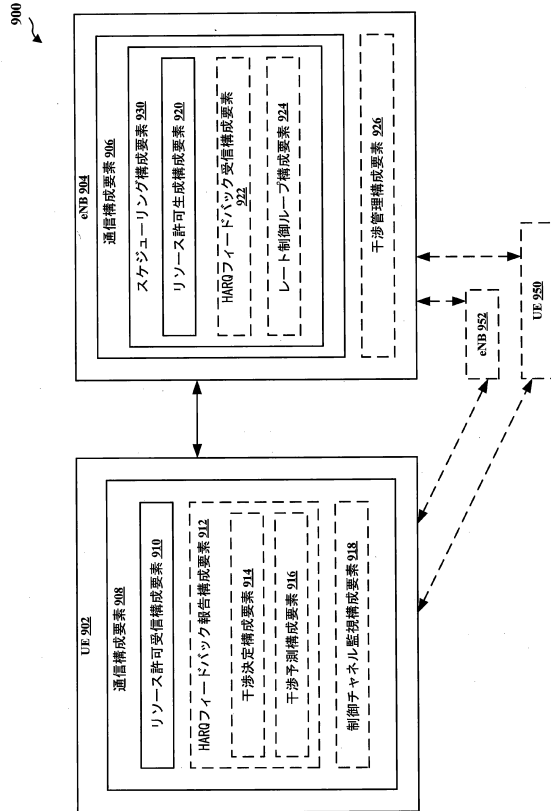 900
UE 902
通信構成要素 908
リソース許可受信構成要素 910
HARQフィードバック報告構成要素 912
干渉決定構成要素 914
干渉予測構成要素 916
制御チャネル監視構成要素 918
eNB 904
通信構成要素 906
スケジューリング構成要素 930
リソース許可生成構成要素 920
HARQフィードバック受信構成要素
922
レート制御ループ構成要素 924
干渉管理構成要素 926
eNB 952
UE 950